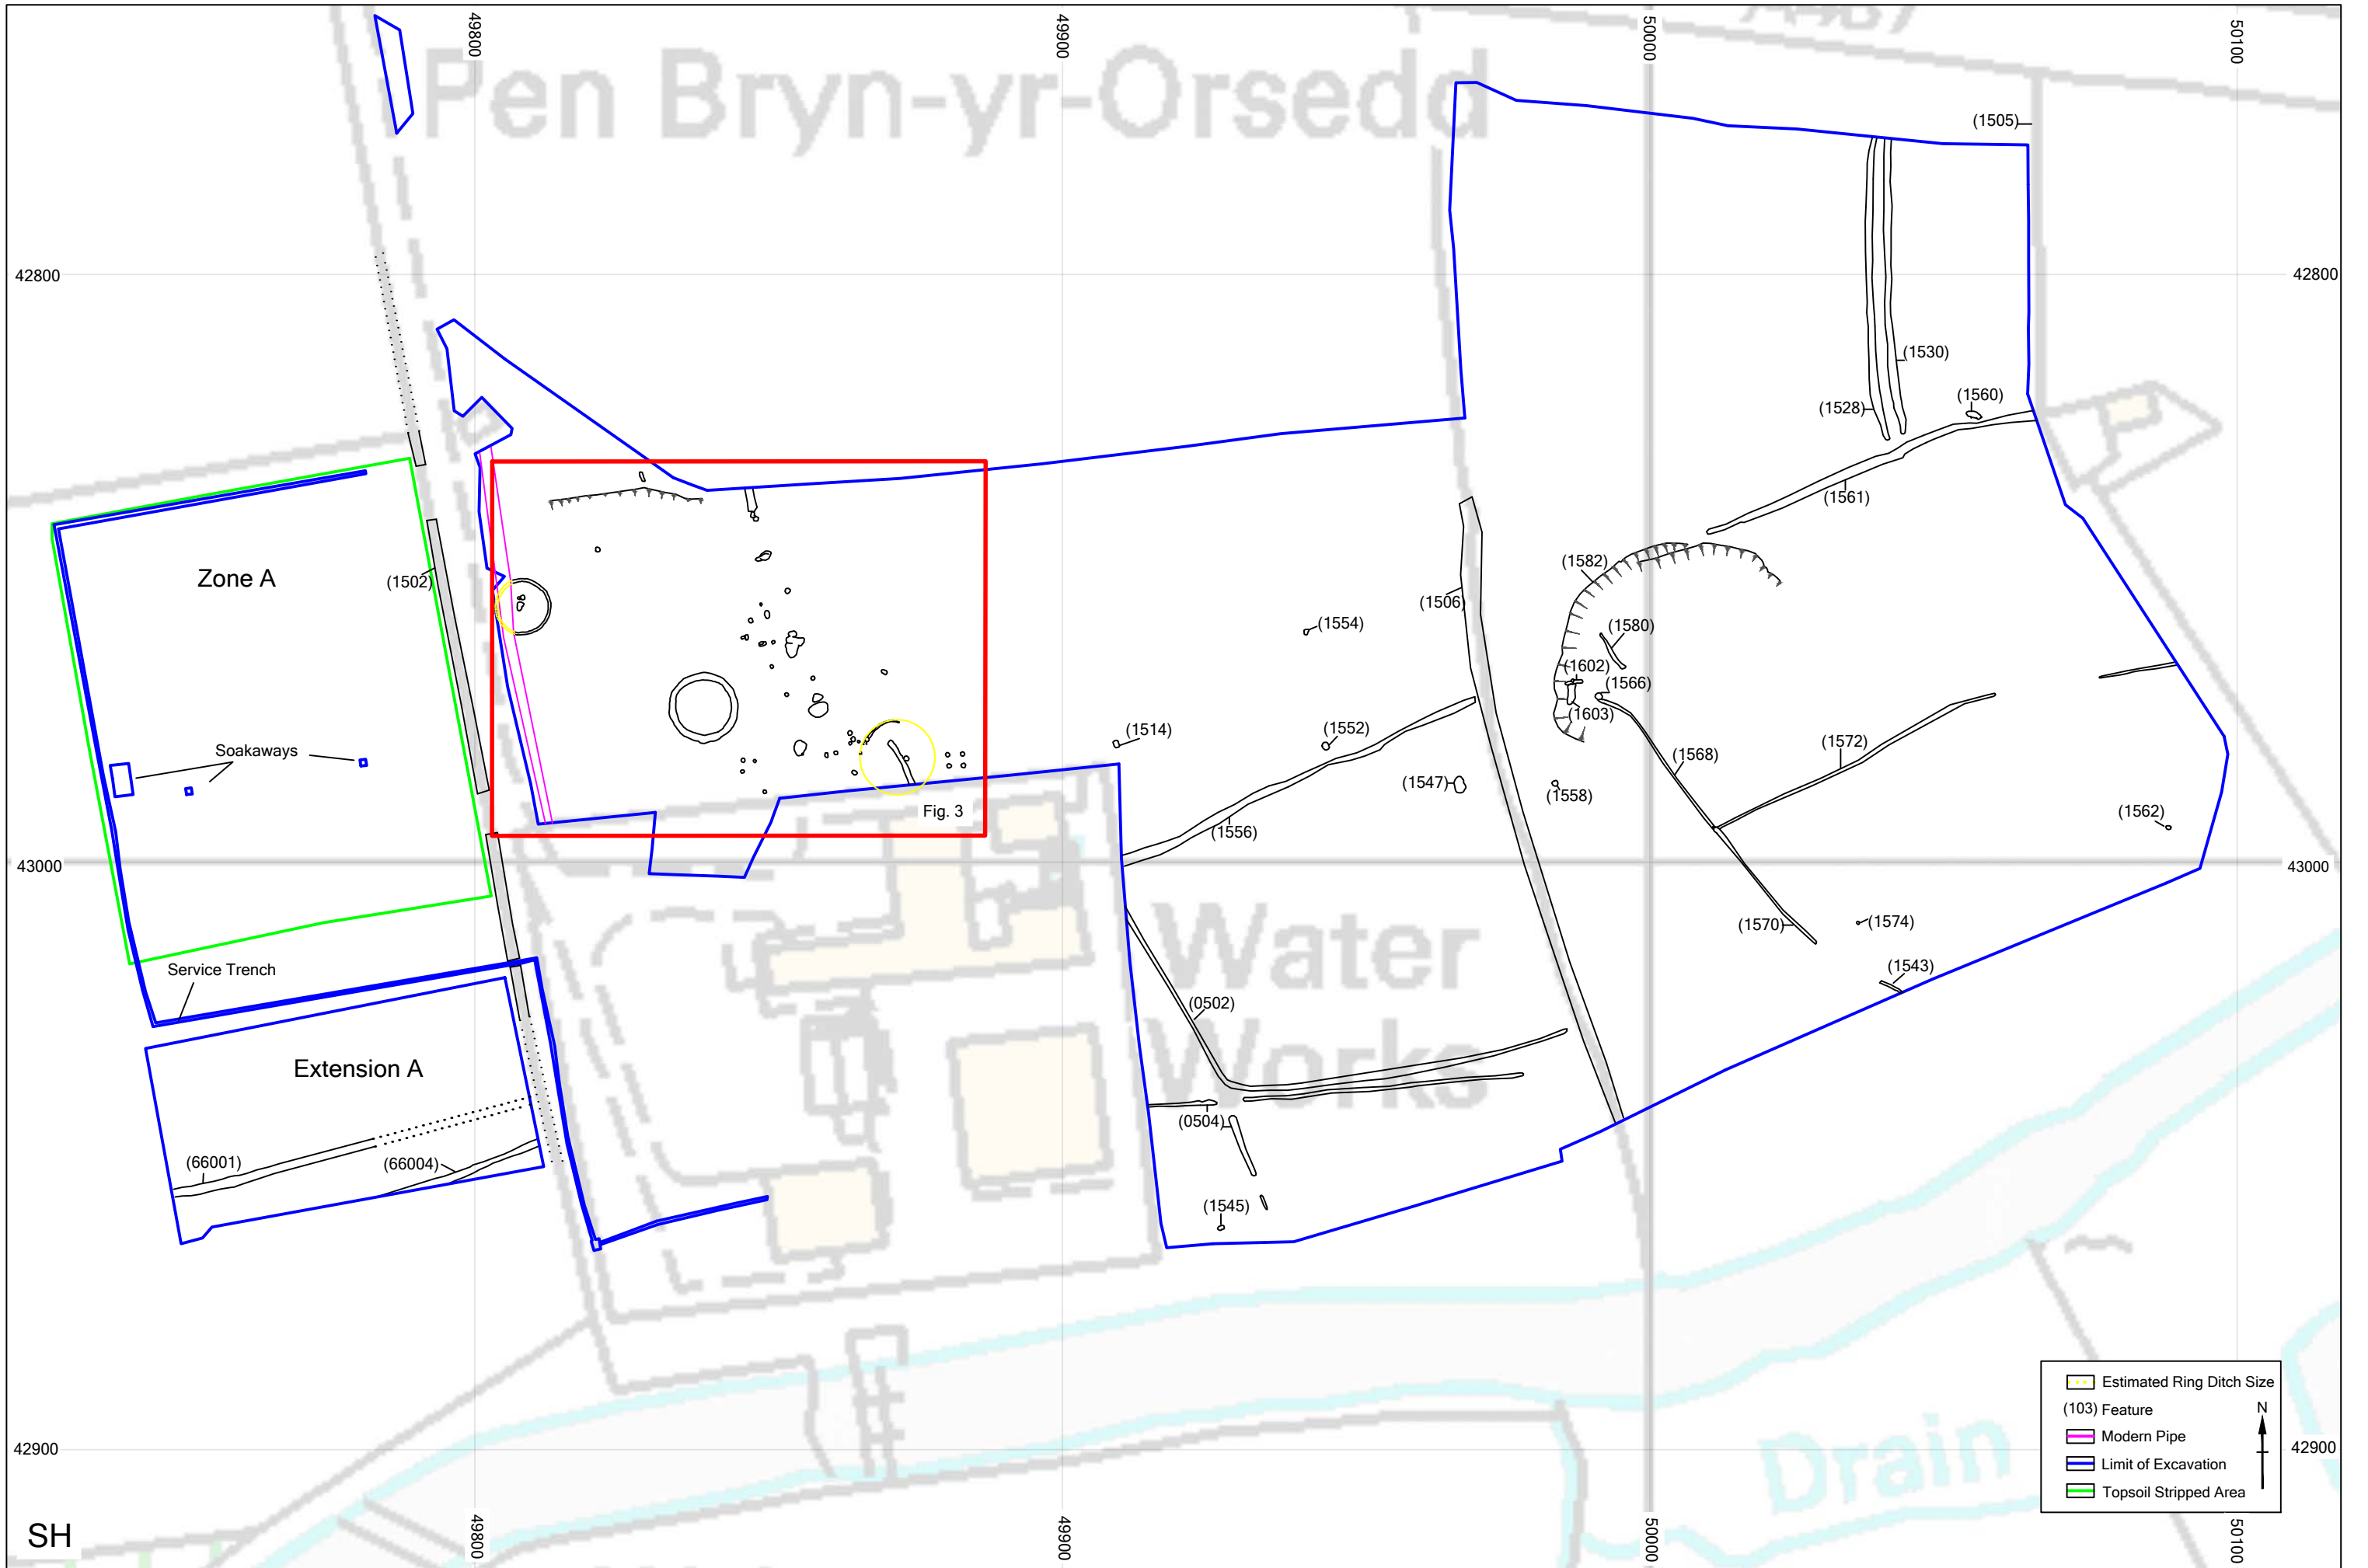 49800
49900
50000
50100
Pen Bryn-yr-Orsedd
(1505)
42800
42800
(1530)
(1528)
(1560)
(1561)
Zone A
(1502)
(1582)
(1506)
(1554)
(1580)
(1602)
(1566)
(1603)
(1514)
(1552)
(1572)
(1568)
Soakaways
(1547)
(1558)
Fig. 3
(1556)
(1562)
43000
43000
Water
Works
(1570)
(1574)
(1543)
Service Trench
(0502)
Extension A
(0504)
(66001)
(66004)
(1545)
Drain
Estimated Ring Ditch Size
(103) Feature
N
Modern Pipe
Limit of Excavation
Topsoil Stripped Area
42900
42900
SH
49800
49900
50000
50100